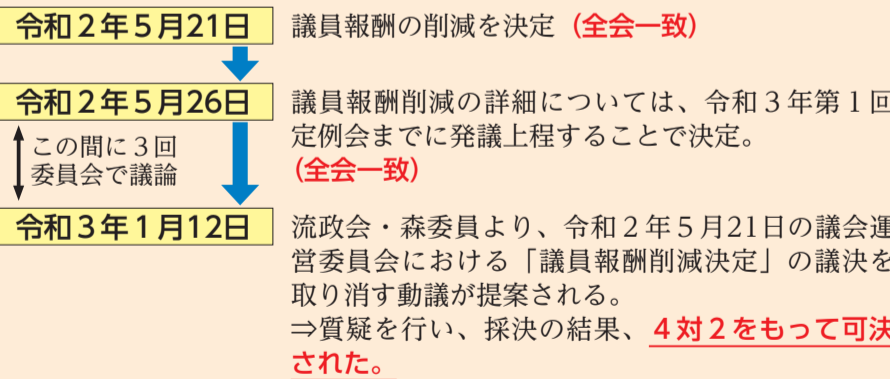 令和２年５月21日
議員報酬の削減を決定（全会一致）
令和２年５月26日
議員報酬削減の詳細については、令和３年第１回
定例会までに発議上程することで決定。
（全会一致）
この間に３回
委員会で議論
令和３年１月12日
流政会・森委員より、令和２年５月21日の議会運
営委員会における「議員報酬削減決定」の議決を
取り消す動議が提案される。
⇒質疑を行い、採決の結果、４対２をもって可決
された。